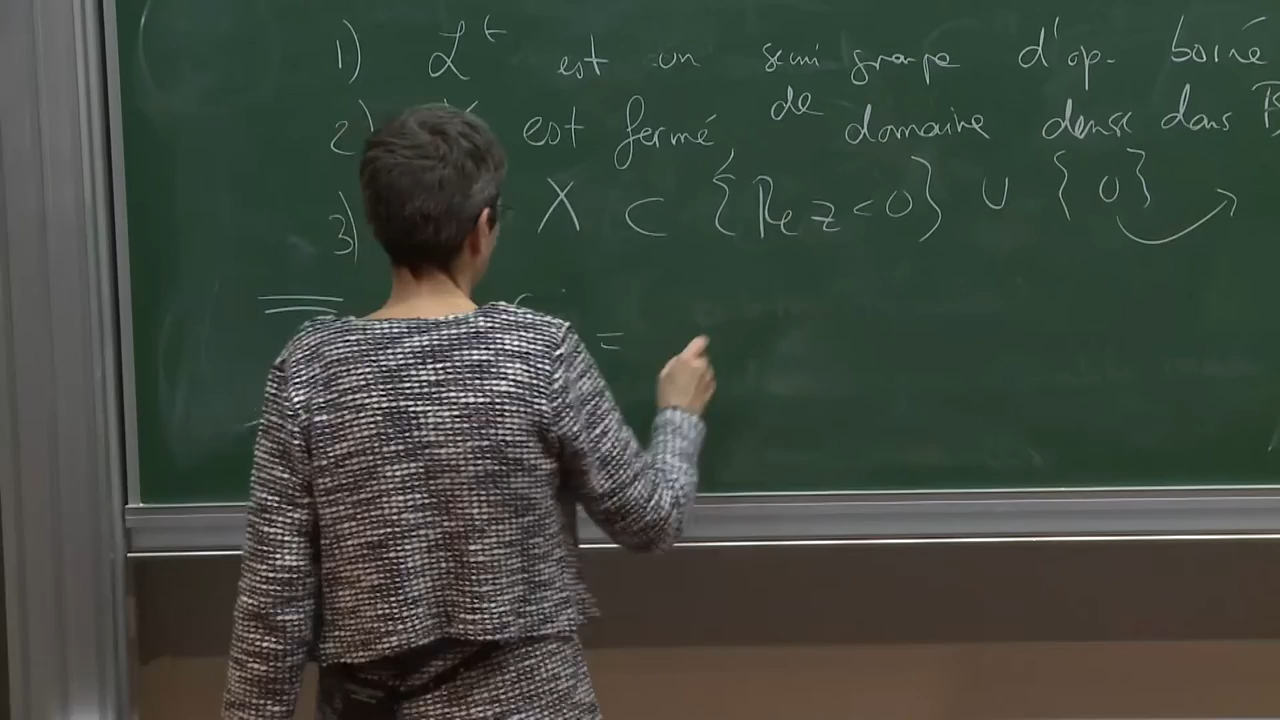 1) ℒᵗ est un semi groupe d'op. borné
2) X est fermé, de domaine dense dans B
3) X ⊂ {Re z < 0} ∪ {0}
=